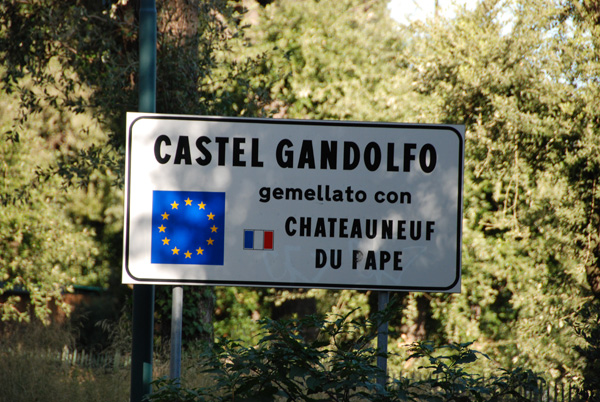 CASTEL GANDOLFO
gemellato con
CHATEAUNEUF
DU PAPE